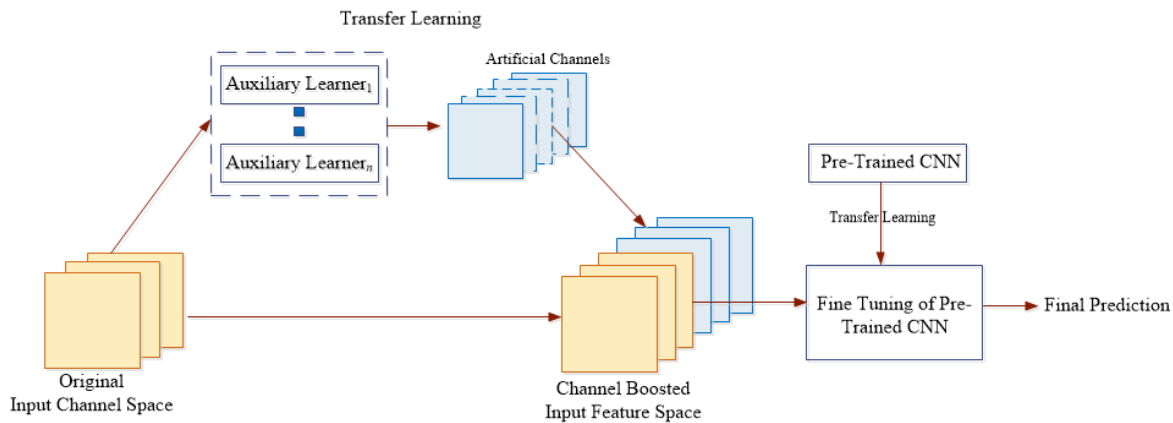 Transfer Learning
Auxiliary Learner1
Auxiliary Learnern
Artificial Channels
Pre-Trained CNN
Transfer Learning
Original
Input Channel Space
Channel Boosted
Input Feature Space
Fine Tuning of Pre-
Trained CNN
Final Prediction